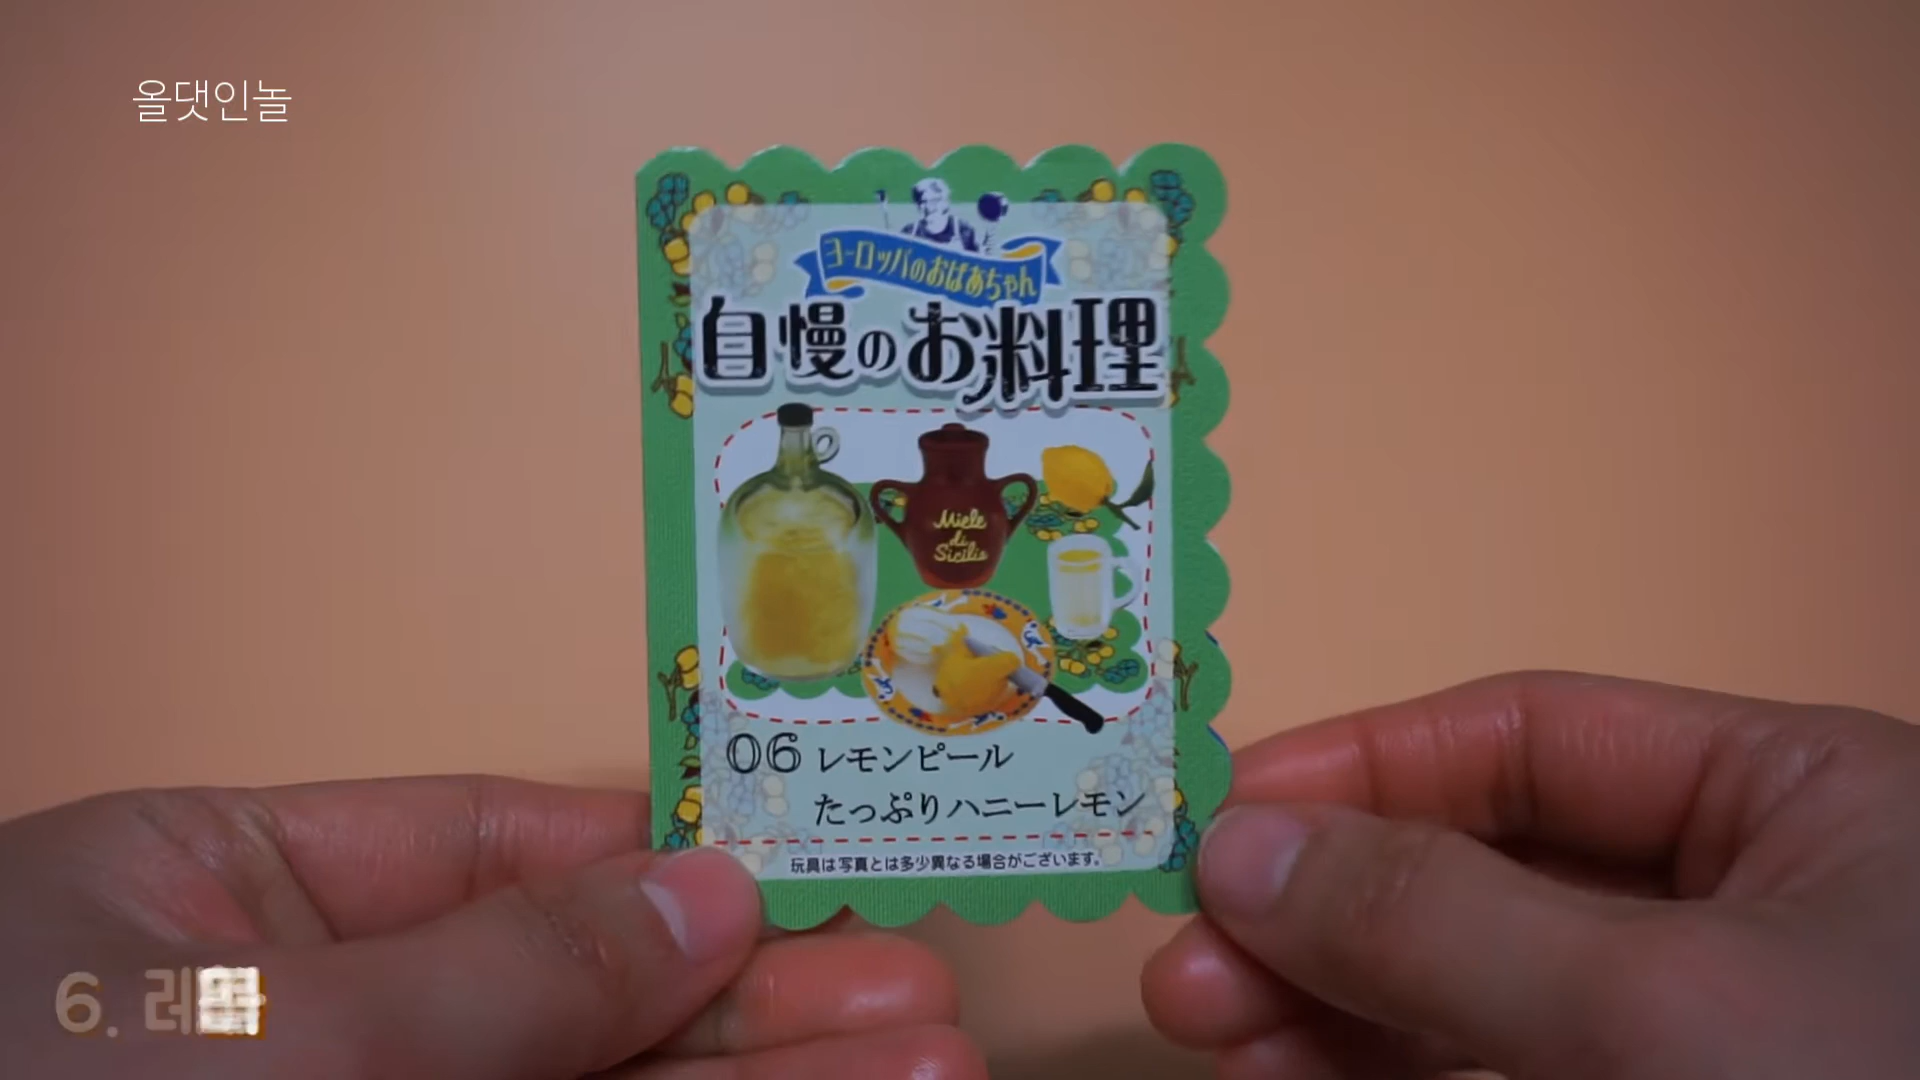 올댓인놀
ヨーロッパのおばあちゃん
自慢のお料理
Miele
di
Sicilia
06 レモンピール
たっぷりハニーレモン
玩具は写真とは多少異なる場合がございます。
6. 레